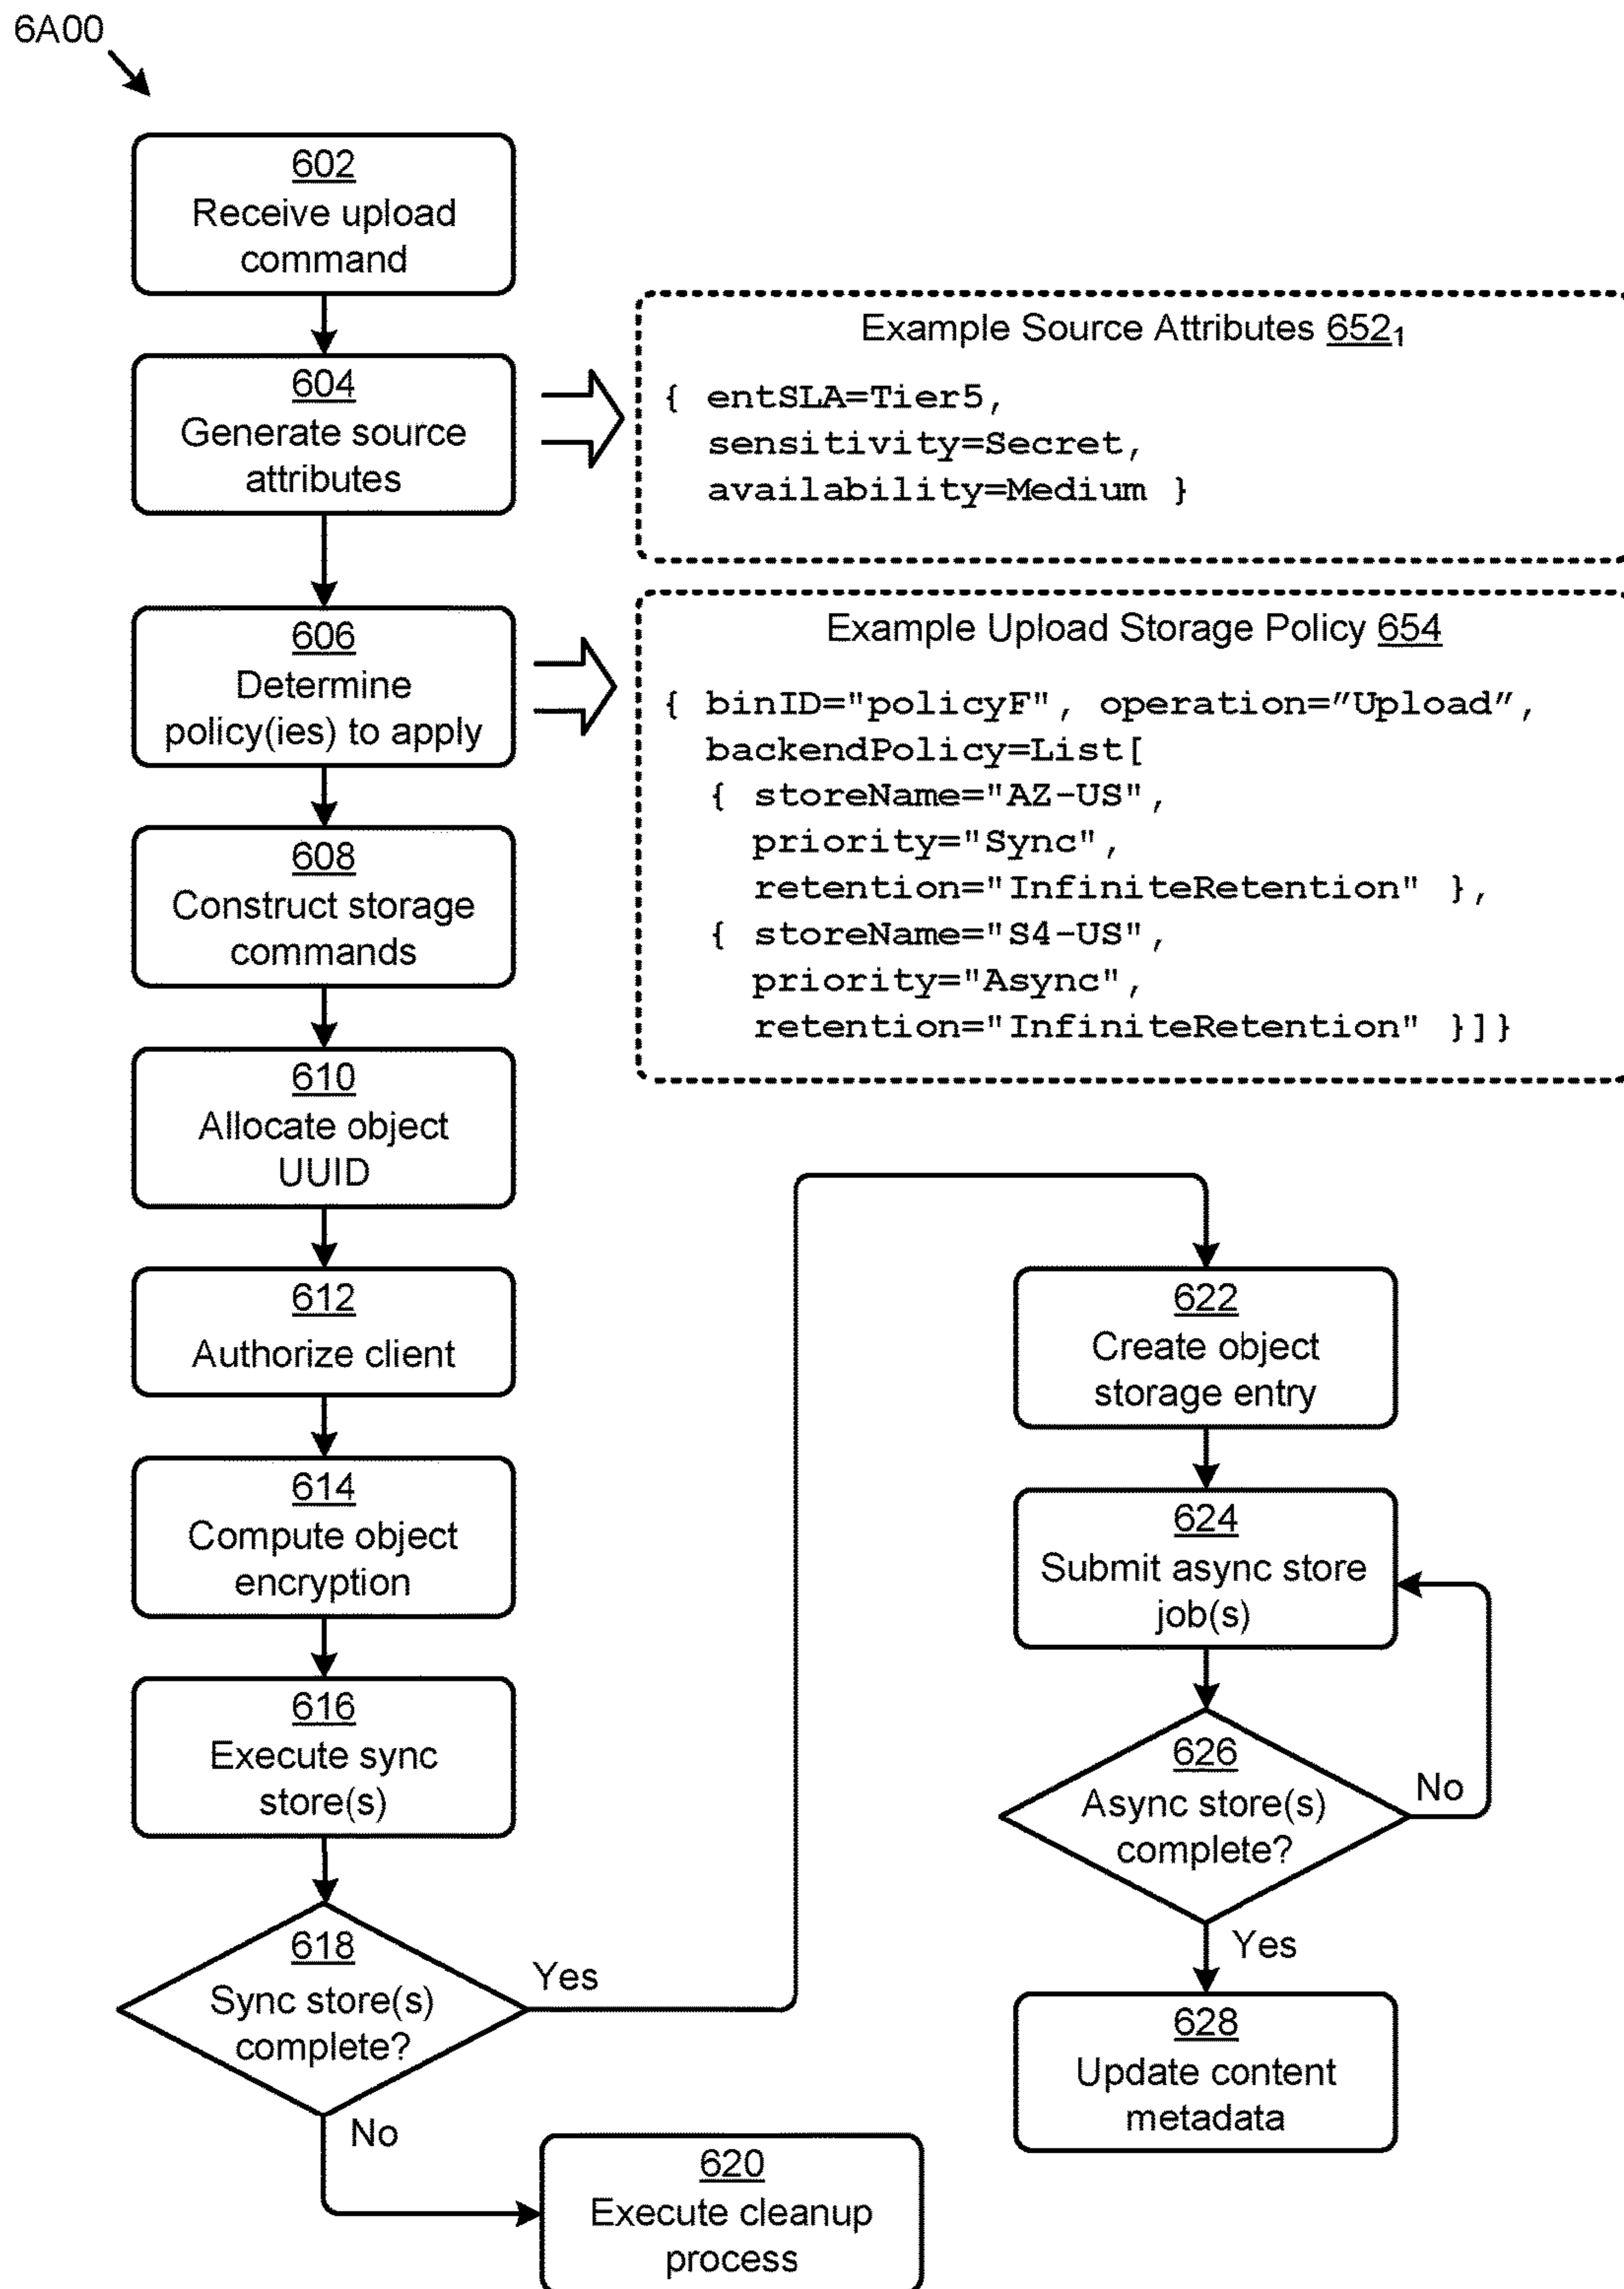 6A00
602
Receive upload
command
604
Generate source
attributes
Example Source Attributes 652₁
{ entSLA=Tier5,
sensitivity=Secret,
availability=Medium }
606
Determine
policy(ies) to apply
Example Upload Storage Policy 654
{ binID="policyF", operation=”Upload”,
backendPolicy=List[
{ storeName="AZ-US",
priority="Sync",
retention="InfiniteRetention" },
{ storeName="S4-US",
priority="Async",
retention="InfiniteRetention" }]}
608
Construct storage
commands
610
Allocate object
UUID
612
Authorize client
614
Compute object
encryption
616
Execute sync
store(s)
618
Sync store(s)
complete?
Yes
No
620
Execute cleanup
process
622
Create object
storage entry
624
Submit async store
job(s)
626
Async store(s)
complete?
No
Yes
628
Update content
metadata